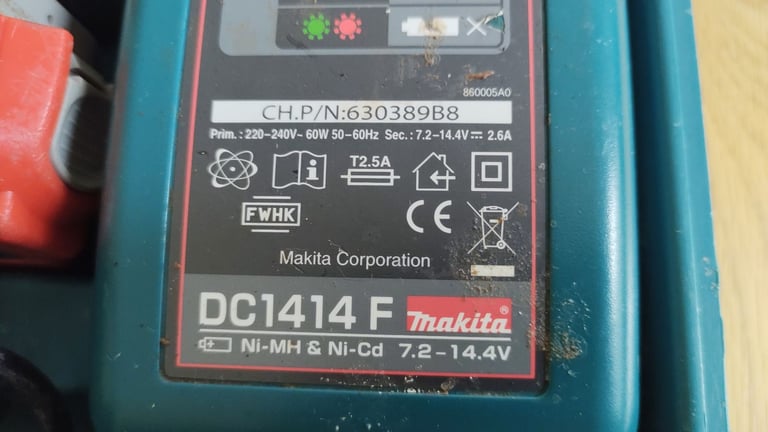 860005A0
CH.P/N:630389B8
Prim. : 220-240V~ 60W 50-60Hz Sec. : 7.2-14.4V⎓ 2.6A
T2.5A
FWHK
CE
Makita Corporation
DC1414 F makita®
Ni-MH & Ni-Cd 7.2-14.4V